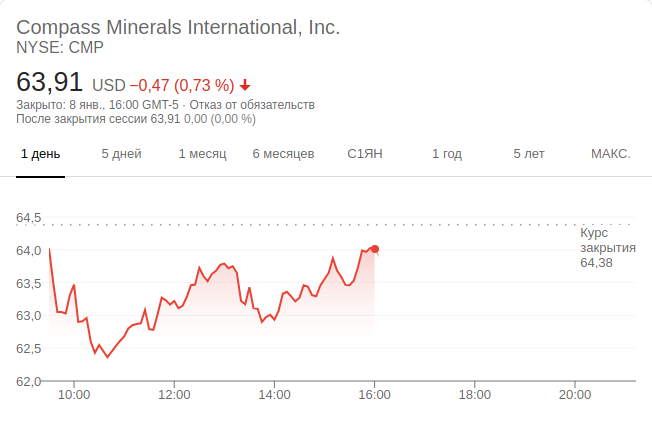 Compass Minerals International, Inc.
NYSE: CMP
63,91 USD −0,47 (0,73 %)
Закрыто: 8 янв., 16:00 GMT-5 · Отказ от обязательств
После закрытия сессии 63,91 0,00 (0,00 %)
1 день 5 дней 1 месяц 6 месяцев С1ЯН 1 год 5 лет МАКС.
64,5
Курс
закрытия
64,38
64,0
63,5
63,0
62,5
62,0
10:00 12:00 14:00 16:00 18:00 20:00